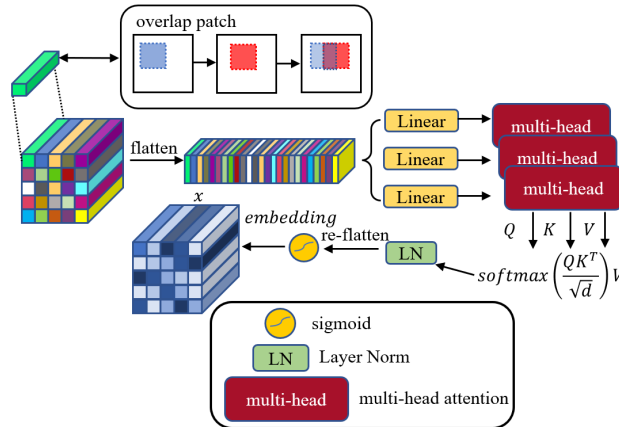 overlap patch
flatten
x
Linear
Linear
Linear
multi-head
multi-head
multi-head
Q K V
softmax(QK^T/√d)V
LN
re-flatten
embedding
sigmoid
LN Layer Norm
multi-head multi-head attention